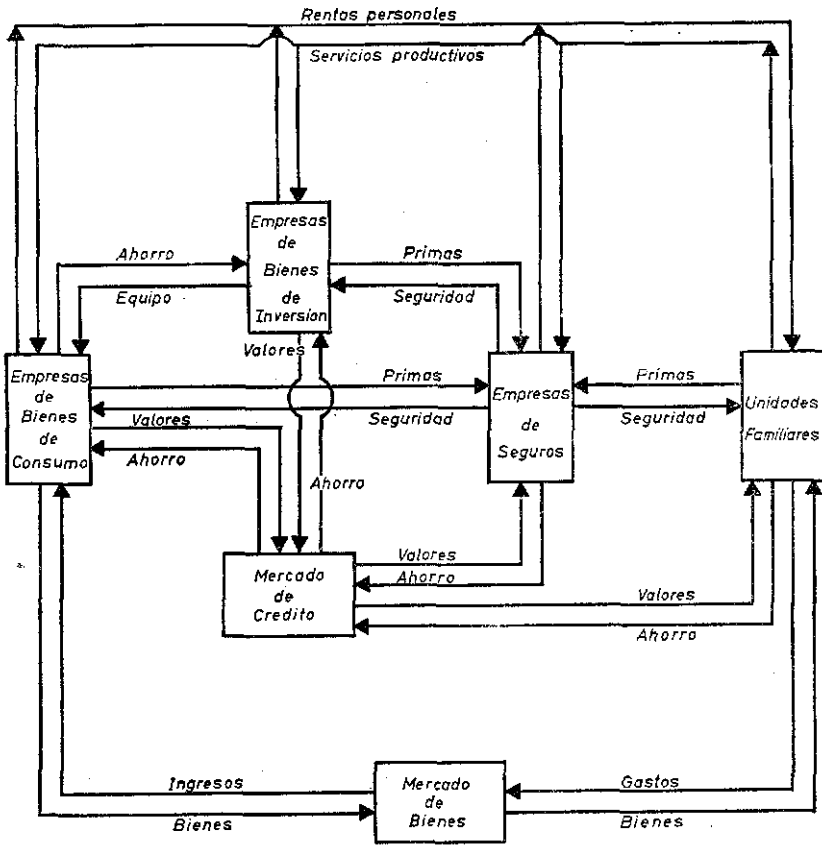 Rentas personales
Servicios productivos
Empresas
de
Bienes
de
Inversion
Ahorro
Equipo
Primas
Seguridad
Valores
Empresas
de
Bienes
de
Consumo
Primas
Seguridad
Valores
Ahorro
Ahorro
Empresas
de
Seguros
Primas
Seguridad
Unidades
Familiares
Mercado
de
Credito
Valores
Ahorro
Valores
Ahorro
Ingresos
Bienes
Mercado
de
Bienes
Gastos
Bienes